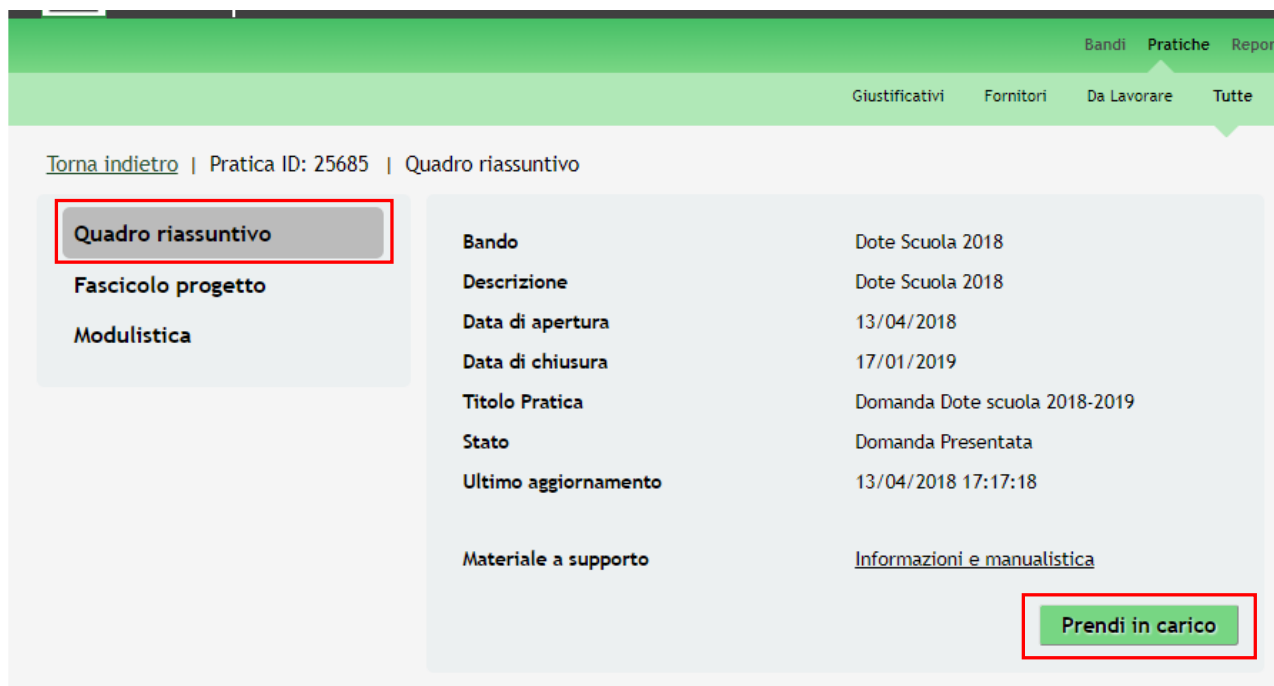 Bandi Pratiche Repor
Giustificativi Fornitori Da Lavorare Tutte
Torna indietro | Pratica ID: 25685 | Quadro riassuntivo
Quadro riassuntivo
Fascicolo progetto
Modulistica
Bando Dote Scuola 2018
Descrizione Dote Scuola 2018
Data di apertura 13/04/2018
Data di chiusura 17/01/2019
Titolo Pratica Domanda Dote scuola 2018-2019
Stato Domanda Presentata
Ultimo aggiornamento 13/04/2018 17:17:18
Materiale a supporto Informazioni e manualistica
Prendi in carico